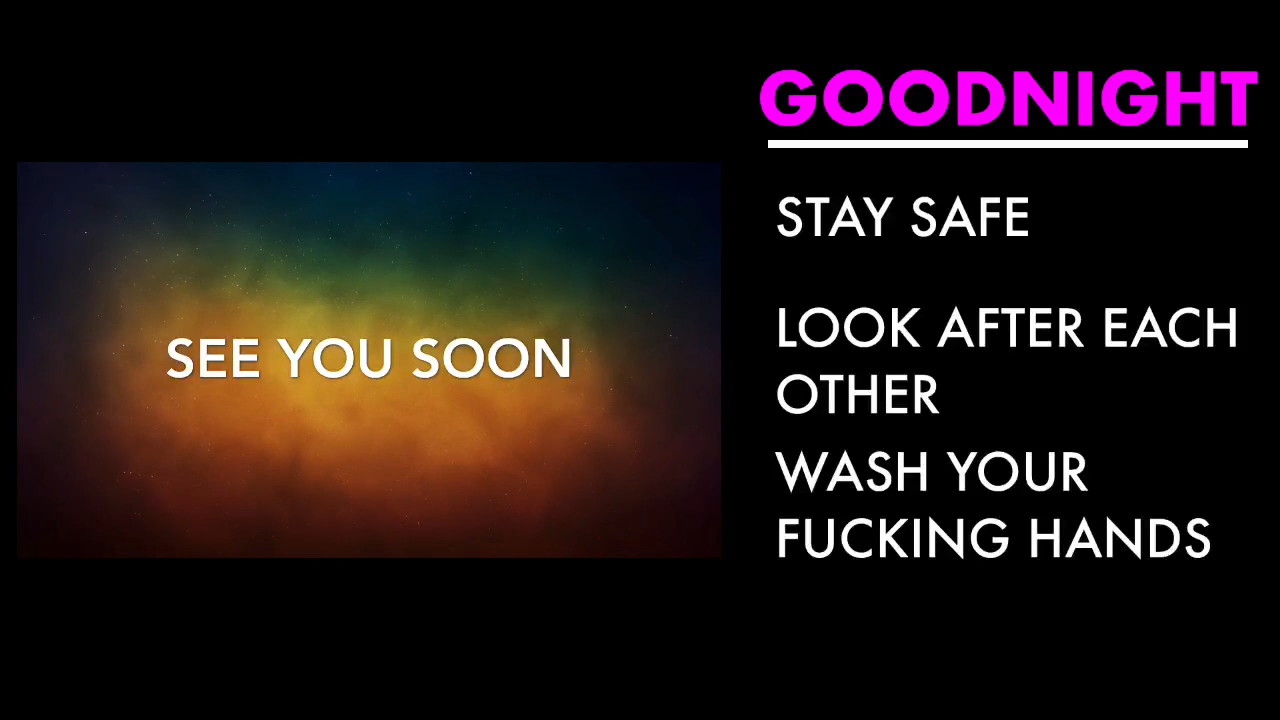 SEE YOU SOON
GOODNIGHT
STAY SAFE
LOOK AFTER EACH
OTHER
WASH YOUR
FUCKING HANDS